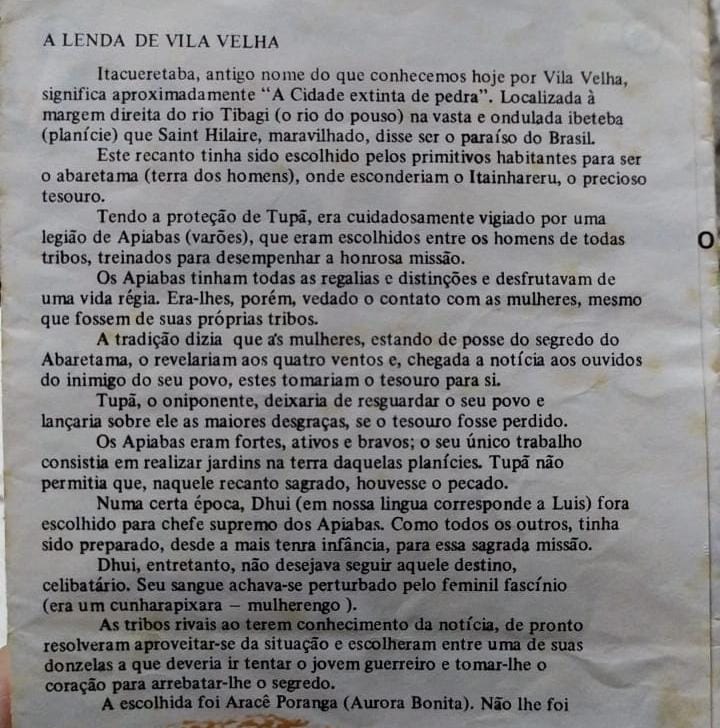 A LENDA DE VILA VELHA
Itacueretaba, antigo nome do que conhecemos hoje por Vila Velha,
significa aproximadamente “A Cidade extinta de pedra”. Localizada à
margem direita do rio Tibagi (o rio do pouso) na vasta e ondulada ibeteba
(planície) que Saint Hilaire, maravilhado, disse ser o paraíso do Brasil.
Este recanto tinha sido escolhido pelos primitivos habitantes para ser
o abaretama (terra dos homens), onde esconderiam o Itainhareru, o precioso
tesouro.
Tendo a proteção de Tupã, era cuidadosamente vigiado por uma
legião de Apiabas (varões), que eram escolhidos entre os homens de todas
tribos, treinados para desempenhar a honrosa missão.
Os Apiabas tinham todas as regalias e distinções e desfrutavam de
uma vida régia. Era-lhes, porém, vedado o contato com as mulheres, mesmo
que fossem de suas próprias tribos.
A tradição dizia que as mulheres, estando de posse do segredo do
Abaretama, o revelariam aos quatro ventos e, chegada a notícia aos ouvidos
do inimigo do seu povo, estes tomariam o tesouro para si.
Tupã, o oniponente, deixaria de resguardar o seu povo e
lançaria sobre ele as maiores desgraças, se o tesouro fosse perdido.
Os Apiabas eram fortes, ativos e bravos; o seu único trabalho
consistia em realizar jardins na terra daquelas planícies. Tupã não
permitia que, naquele recanto sagrado, houvesse o pecado.
Numa certa época, Dhui (em nossa lingua corresponde a Luis) fora
escolhido para chefe supremo dos Apiabas. Como todos os outros, tinha
sido preparado, desde a mais tenra infância, para essa sagrada missão.
Dhui, entretanto, não desejava seguir aquele destino,
celibatário. Seu sangue achava-se perturbado pelo feminil fascínio
(era um cunharapixara – mulherengo ).
As tribos rivais ao terem conhecimento da notícia, de pronto
resolveram aproveitar-se da situação e escolheram entre uma de suas
donzelas a que deveria ir tentar o jovem guerreiro e tomar-lhe o
coração para arrebatar-lhe o segredo.
A escolhida foi Aracê Poranga (Aurora Bonita). Não lhe foi
O